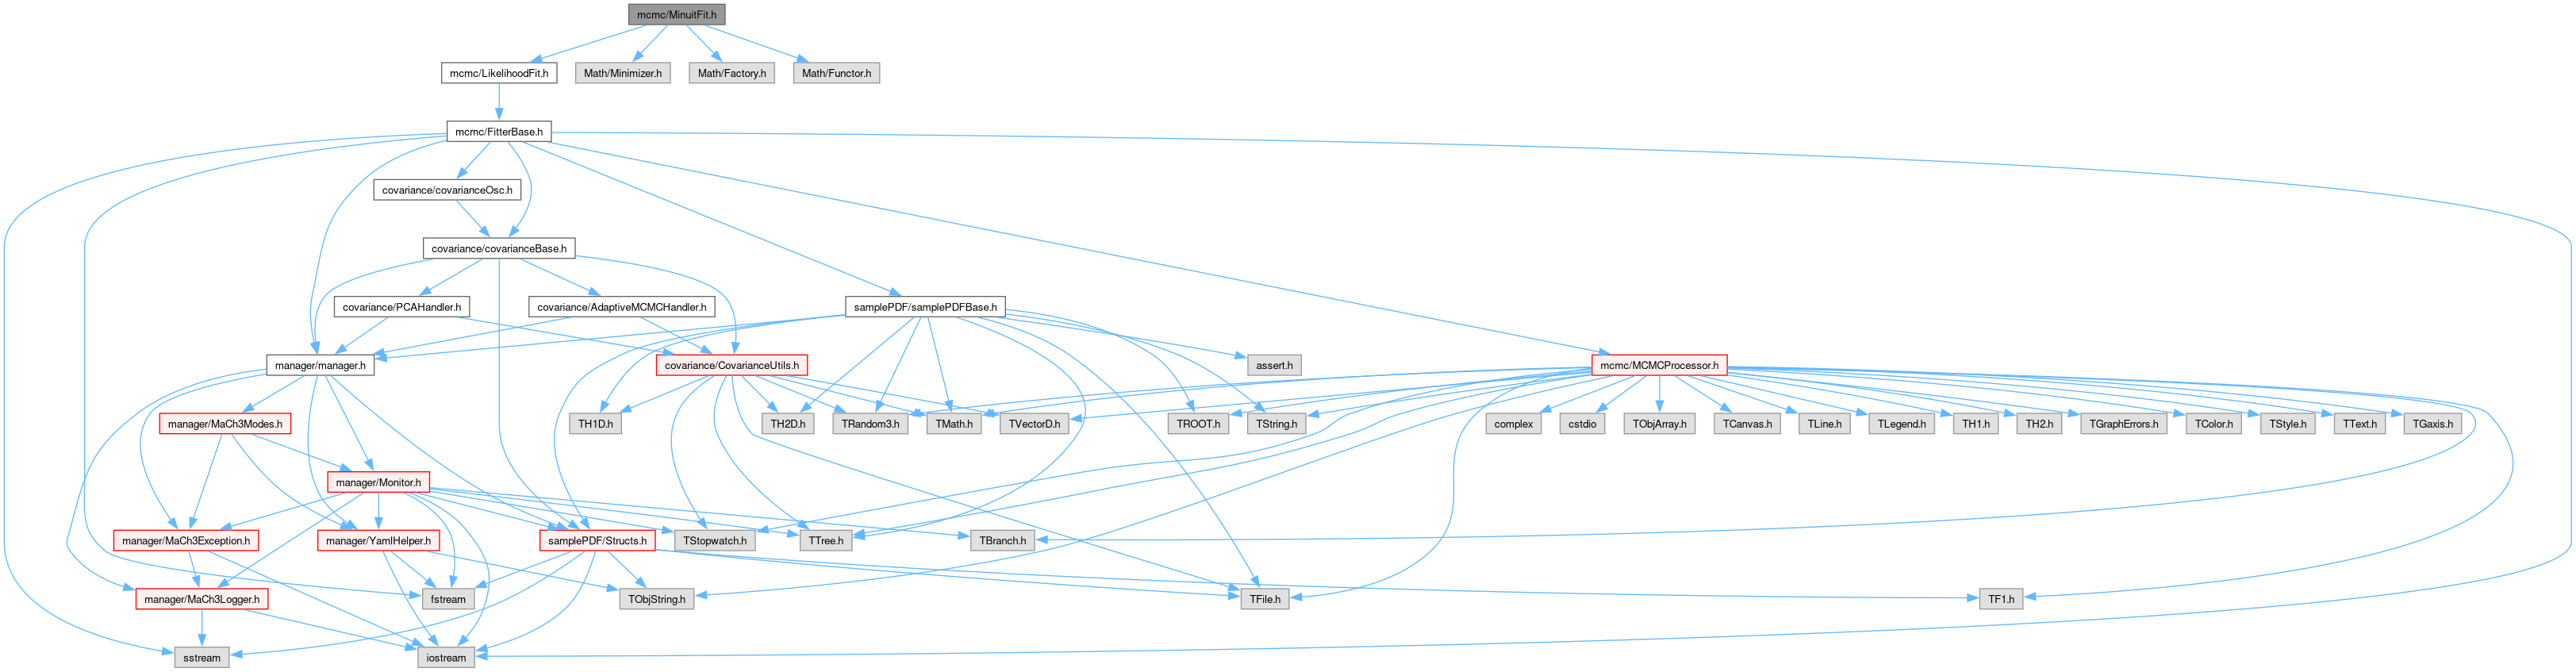 mcmc/MinuitFit.h
mcmc/LikelihoodFit.h
Math/Minimizer.h
Math/Factory.h
Math/Functor.h
mcmc/FitterBase.h
covariance/covarianceOsc.h
covariance/covarianceBase.h
covariance/PCAHandler.h
covariance/AdaptiveMCMCHandler.h
samplePDF/samplePDFBase.h
manager/manager.h
covariance/CovarianceUtils.h
assert.h
mcmc/MCMCProcessor.h
manager/MaCh3Modes.h
TH1D.h
TH2D.h
TRandom3.h
TMath.h
TVectorD.h
TROOT.h
TString.h
complex
cstdio
TObjArray.h
TCanvas.h
TLine.h
TLegend.h
TH1.h
TH2.h
TGraphErrors.h
TColor.h
TStyle.h
TText.h
TGaxis.h
manager/Monitor.h
manager/MaCh3Exception.h
manager/YamlHelper.h
samplePDF/Structs.h
TStopwatch.h
TTree.h
TBranch.h
manager/MaCh3Logger.h
fstream
TObjString.h
TFile.h
TF1.h
sstream
iostream